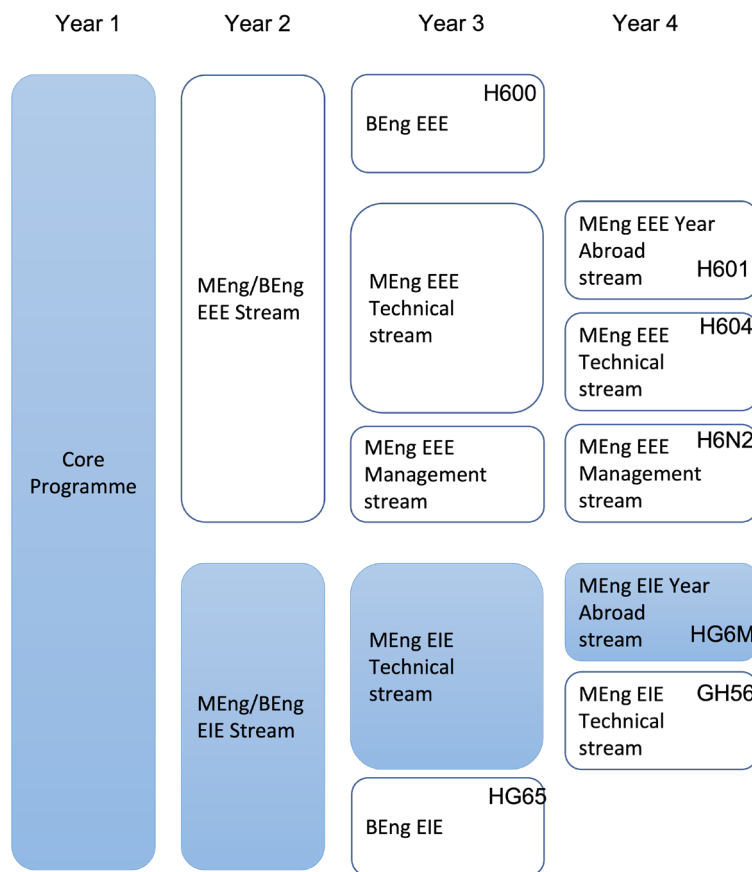 Year 1
Year 2
Year 3
Year 4
Core
Programme
MEng/BEng
EEE Stream
MEng/BEng
EIE Stream
H600
BEng EEE
MEng EEE
Technical
stream
MEng EEE
Management
stream
MEng EIE
Technical
stream
HG65
BEng EIE
MEng EEE Year
Abroad
stream
H601
H604
MEng EEE
Technical
stream
H6N2
MEng EEE
Management
stream
MEng EIE Year
Abroad
stream
HG6M
GH56
MEng EIE
Technical
stream